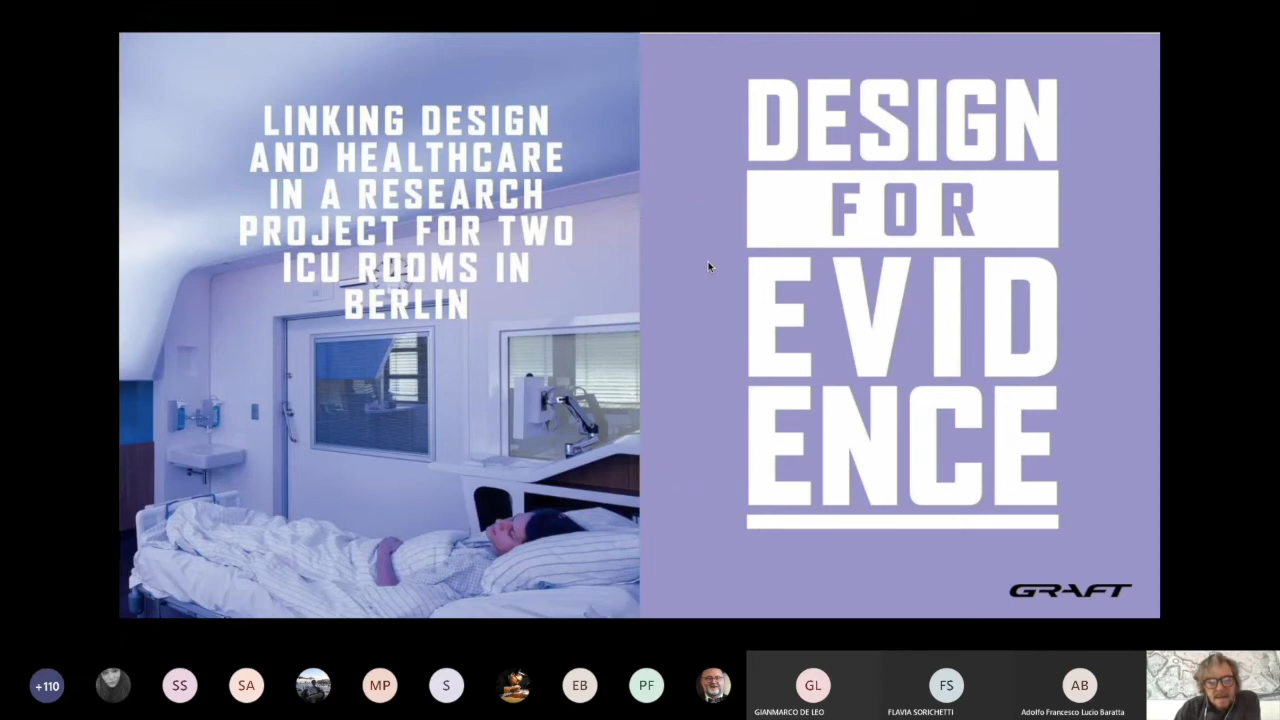 LINKING DESIGN
AND HEALTHCARE
IN A RESEARCH
PROJECT FOR TWO
ICU ROOMS IN
BERLIN
DESIGN
FOR
EVID
ENCE
GRAFT
+110
SS
SA
MP
S
EB
PF
GL
GIANMARCO DE LEO
FS
FLAVIA SORICHETTI
AB
Adolfo Francesco Lucio Baratta